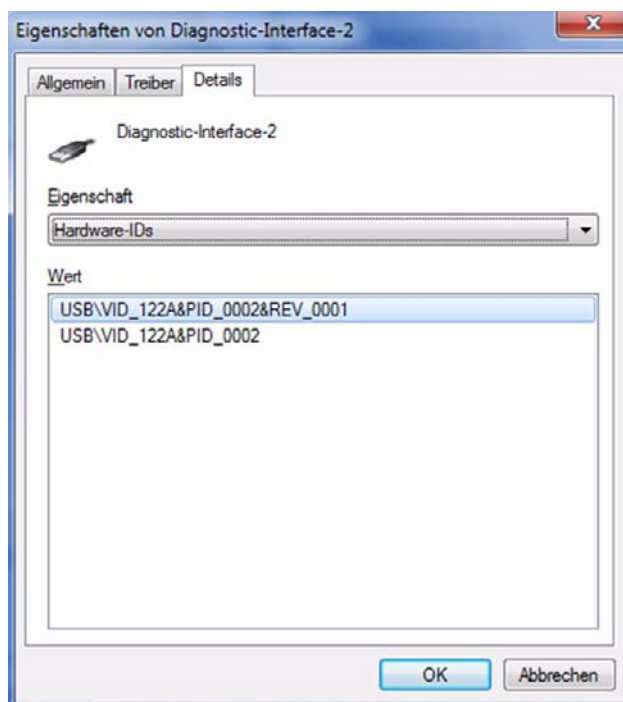 Eigenschaften von Diagnostic-Interface-2
Allgemein Treiber Details
Diagnostic-Interface-2
Eigenschaft
Hardware-IDs
Wert
USB\VID_122A&PID_0002&REV_0001
USB\VID_122A&PID_0002
OK Abbrechen